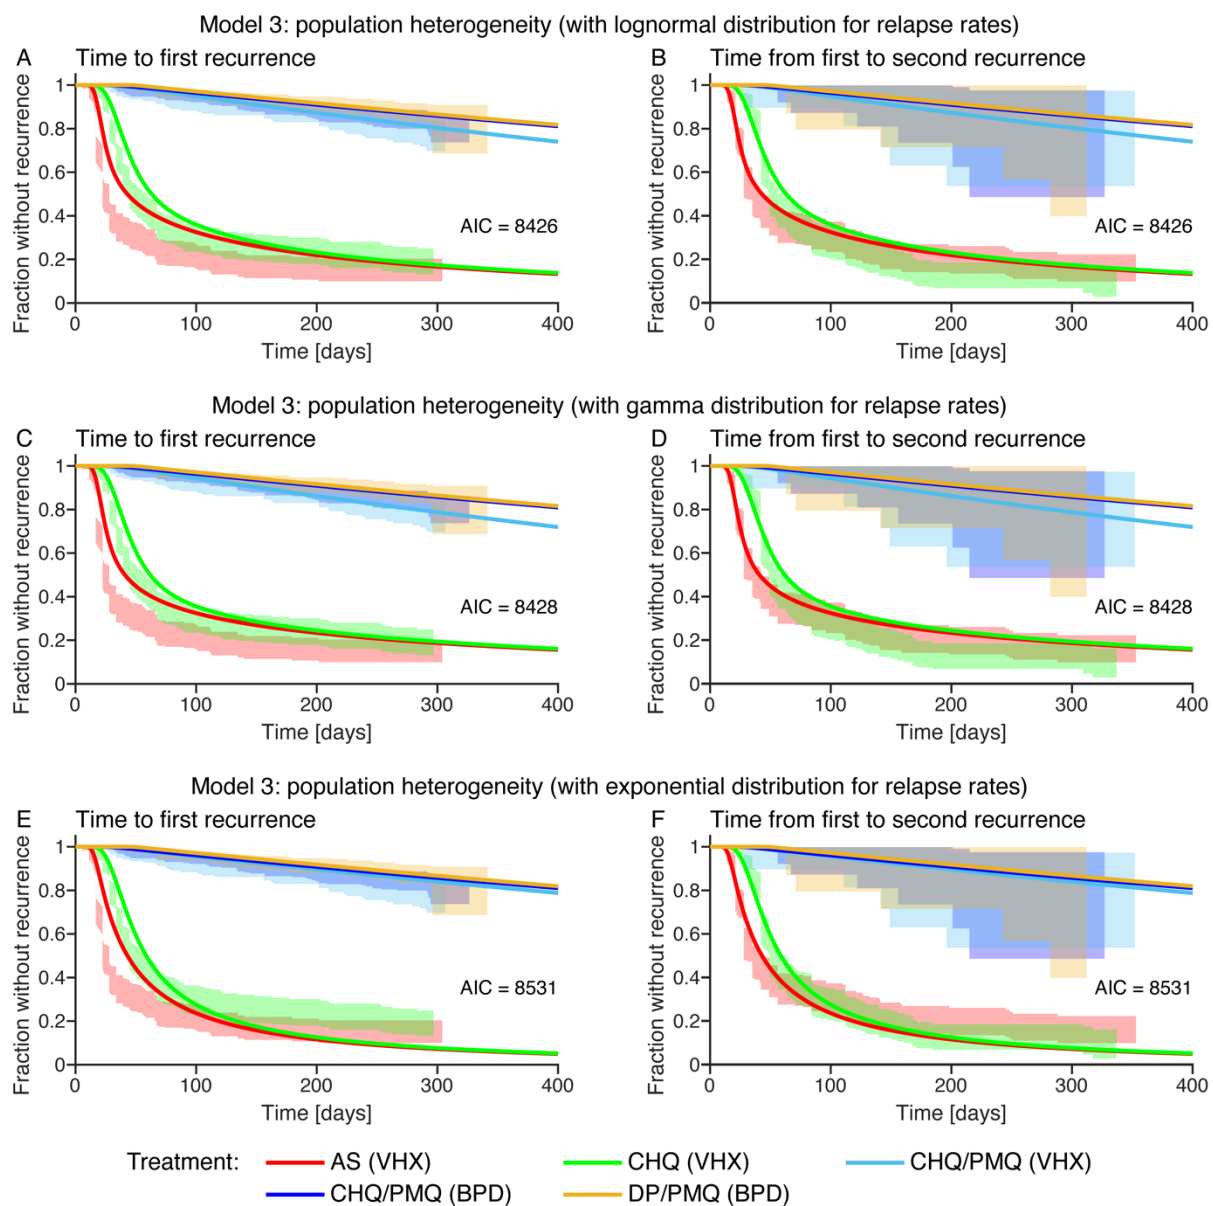 Model 3: population heterogeneity (with lognormal distribution for relapse rates)
A Time to first recurrence
Fraction without recurrence
1
0.8
0.6
0.4
0.2
0
AIC = 8426
0 100 200 300 400
Time [days]
B Time from first to second recurrence
Fraction without recurrence
1
0.8
0.6
0.4
0.2
0
AIC = 8426
0 100 200 300 400
Time [days]
Model 3: population heterogeneity (with gamma distribution for relapse rates)
C Time to first recurrence
Fraction without recurrence
1
0.8
0.6
0.4
0.2
0
AIC = 8428
0 100 200 300 400
Time [days]
D Time from first to second recurrence
Fraction without recurrence
1
0.8
0.6
0.4
0.2
0
AIC = 8428
0 100 200 300 400
Time [days]
Model 3: population heterogeneity (with exponential distribution for relapse rates)
E Time to first recurrence
Fraction without recurrence
1
0.8
0.6
0.4
0.2
0
AIC = 8531
0 100 200 300 400
Time [days]
F Time from first to second recurrence
Fraction without recurrence
1
0.8
0.6
0.4
0.2
0
AIC = 8531
0 100 200 300 400
Time [days]
Treatment: AS (VHX) CHQ (VHX) CHQ/PMQ (VHX)
CHQ/PMQ (BPD) DP/PMQ (BPD)